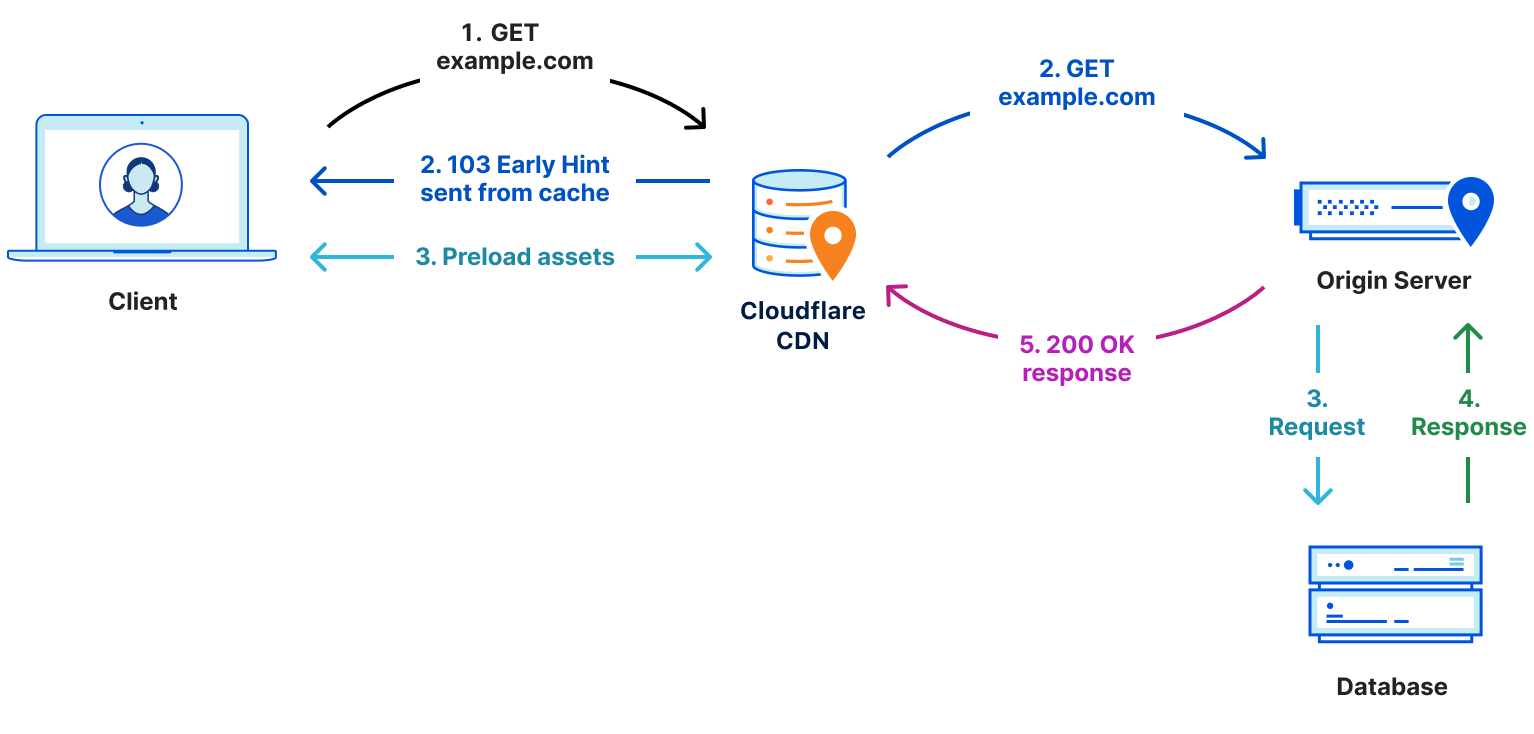 1. GET
example.com
2. GET
example.com
2. 103 Early Hint
sent from cache
3. Preload assets
Client
Cloudflare
CDN
Origin Server
5. 200 OK
response
3.
Request
4.
Response
Database